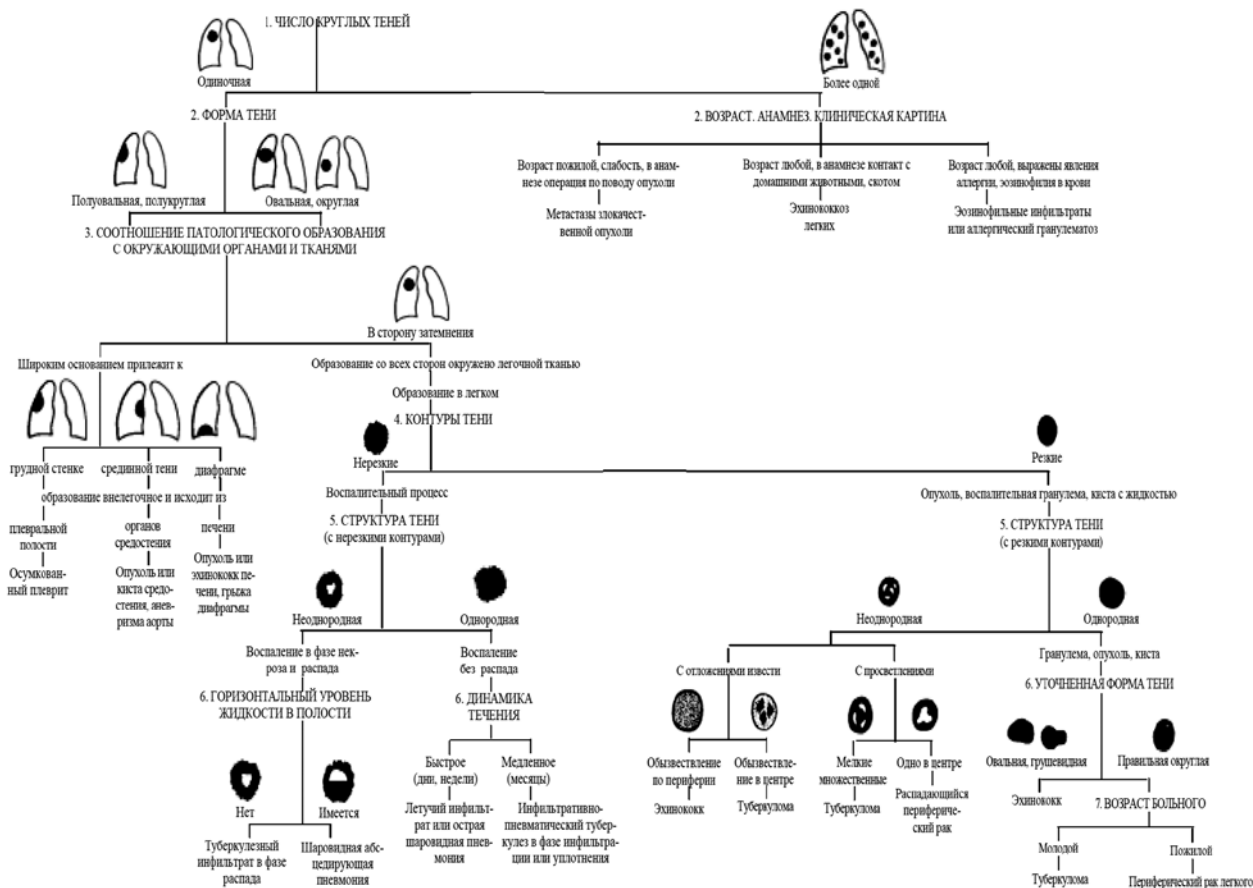 1. ЧИСЛО КРУГЛЫХ ТЕНЕЙ
Одиночная
Более одной
2. ФОРМА ТЕНИ
2. ВОЗРАСТ. АНАМНЕЗ. КЛИНИЧЕСКАЯ КАРТИНА
Полуовальная, полукруглая
Овальная, округлая
Возраст пожилой, слабость, в анам-
незе операция по поводу опухоли
Метастазы злокачест-
венной опухоли
Возраст любой, в анамнезе контакт с
домашними животными, скотом
Эхинококкоз
легких
Возраст любой, выражены явления
аллергии, эозинофилия в крови
Эозинофильные инфильтраты
или аллергический гранулематоз
3. СООТНОШЕНИЕ ПАТОЛОГИЧЕСКОГО ОБРАЗОВАНИЯ
С ОКРУЖАЮЩИМИ ОРГАНАМИ И ТКАНЯМИ
В сторону затемнения
Широким основанием прилежит к
Образование со всех сторон окружено легочной тканью
Образование в легком
4. КОНТУРЫ ТЕНИ
грудной стенке
срединной тени
диафрагме
образование внелегочное и исходит из
плевральной
полости
Осумкован-
ный плеврит
органов
средостения
Опухоль или
киста средо-
стения, анев-
ризма аорты
печени
Опухоль или
эхинококк пе-
чени, грыжа
диафрагмы
Нерезкие
Резкие
Воспалительный процесс
Опухоль, воспалительная гранулема, киста с жидкостью
5. СТРУКТУРА ТЕНИ
(с нерезкими контурами)
5. СТРУКТУРА ТЕНИ
(с резкими контурами)
Неоднородная
Однородная
Неоднородная
Однородная
Воспаление в фазе нек-
роза и распада
Воспаление
без распада
С отложениями извести
С просветлениями
Гранулема, опухоль, киста
6. ГОРИЗОНТАЛЬНЫЙ УРОВЕНЬ
ЖИДКОСТИ В ПОЛОСТИ
6. ДИНАМИКА
ТЕЧЕНИЯ
6. УТОЧНЕННАЯ ФОРМА ТЕНИ
Нет
Имеется
Туберкулезный
инфильтрат в фазе
распада
Шаровидная абс-
цедирующая
пневмония
Быстрое
(дни, недели)
Летучий инфильт-
рат или острая
шаровидная пнев-
мония
Медленное
(месяцы)
Инфильтративно-
пневматический тубер-
кулез в фазе инфильтра-
ции или уплотнения
Обызвествление
по периферии
Эхинококк
Обызвествле-
ние в центре
Туберкулома
Мелкие
множественные
Туберкулома
Одно в центре
Распадающийся
периферичес-
кий рак
Овальная, грушевидная
Правильная округлая
Эхинококк
7. ВОЗРАСТ БОЛЬНОГО
Молодой
Пожилой
Туберкулома
Периферический рак легкого